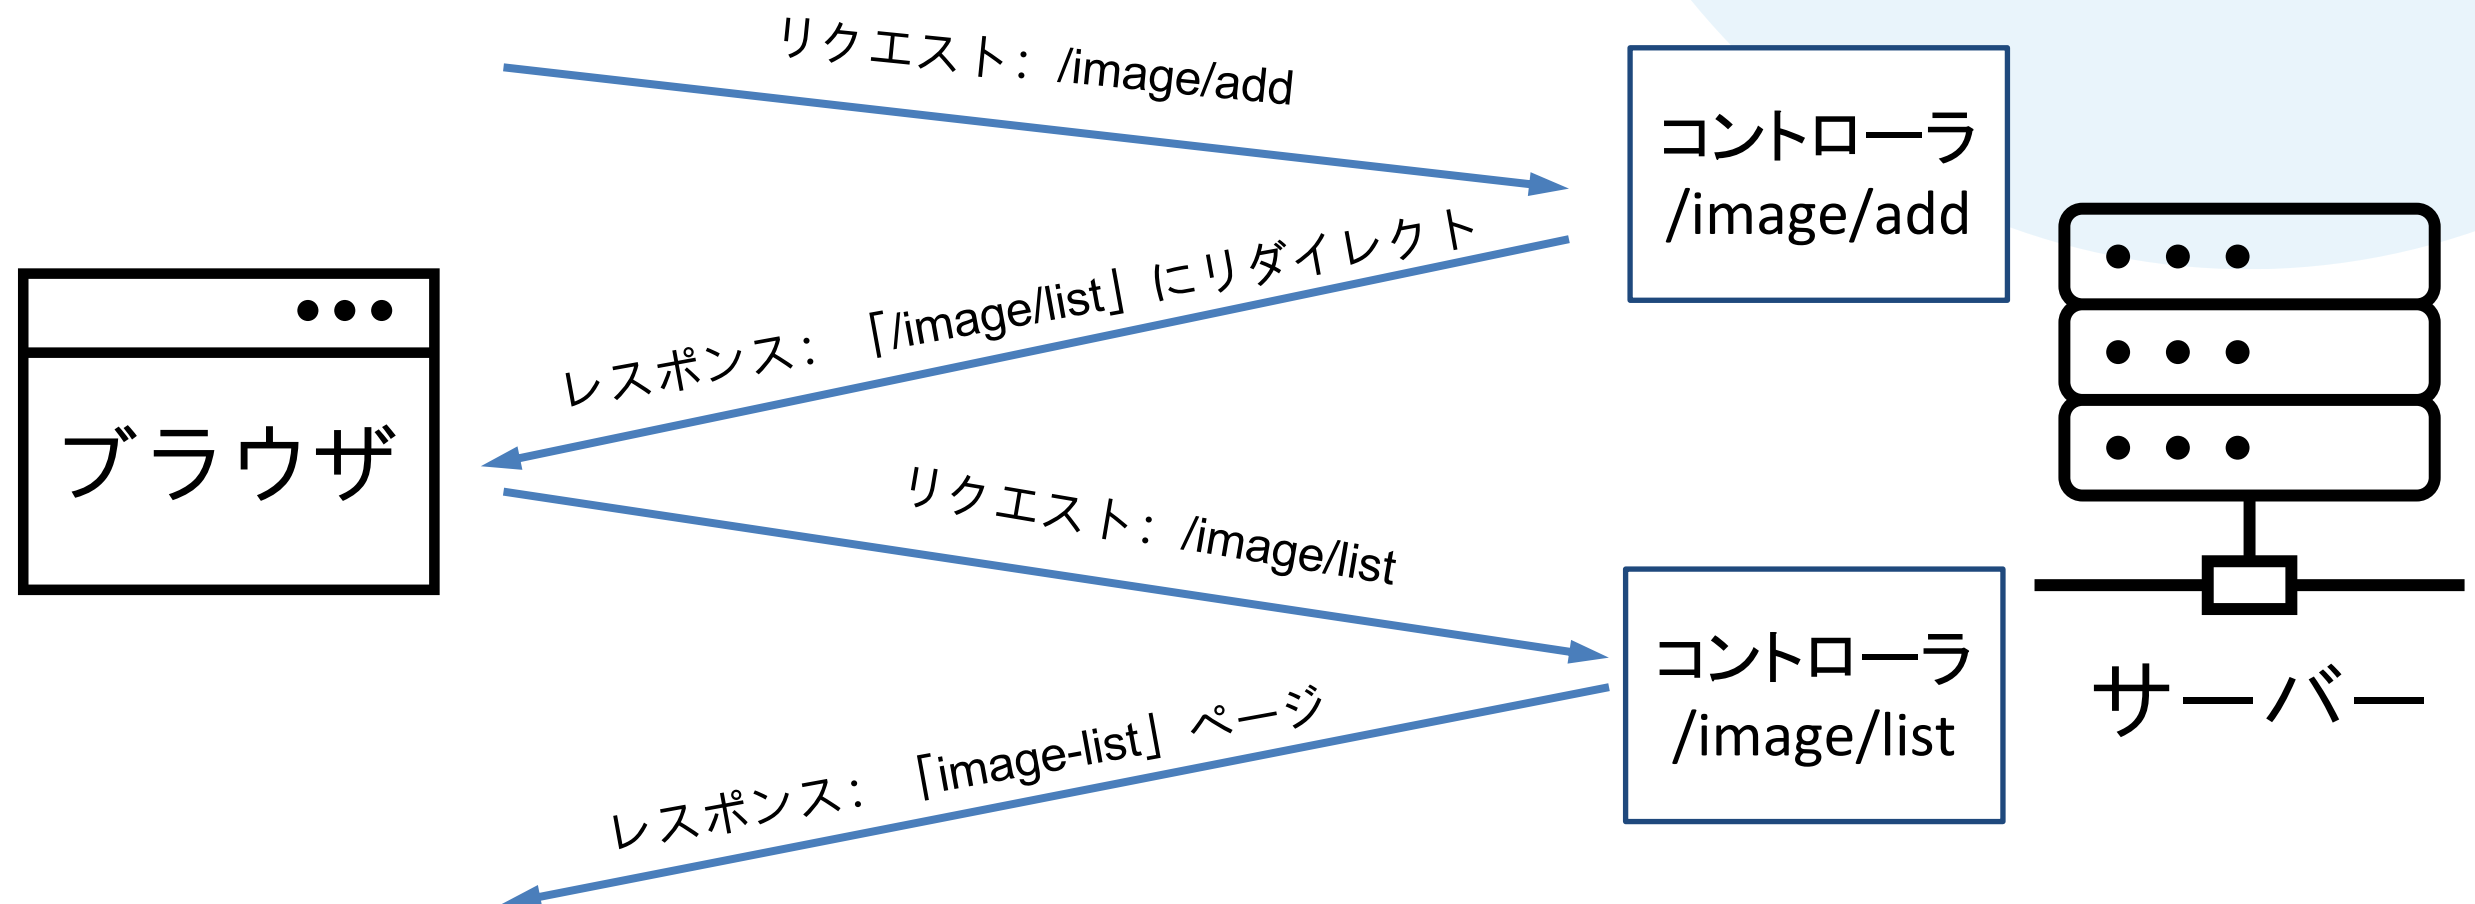 リクエスト：/image/add
コントローラ
/image/add
レスポンス：「/image/list」にリダイレクト
ブラウザ
リクエスト：/image/list
コントローラ
/image/list
サーバー
レスポンス：「image-list」ページ